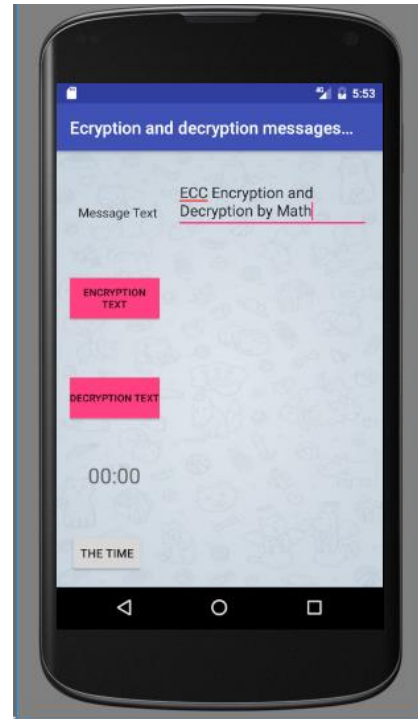 4G 5:53
Ecryption and decryption messages...
Message Text
ECC Encryption and
Decryption by Math
ENCRYPTION
TEXT
DECRYPTION TEXT
00:00
THE TIME